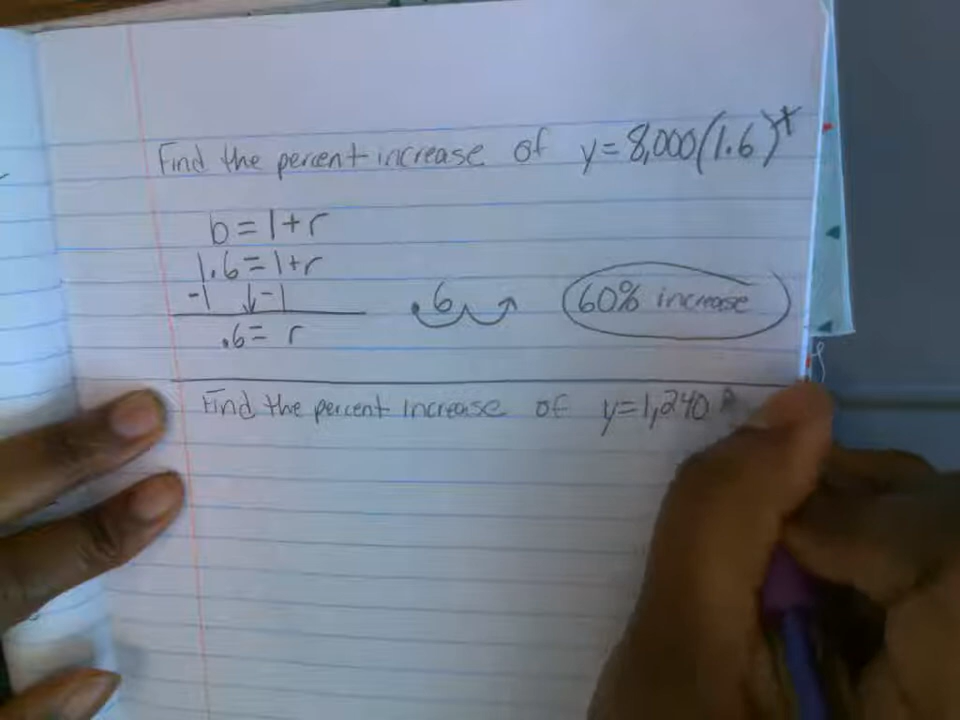 Find the percent increase of y=8,000(1.6)^t
b=1+r
1.6=1+r
-1 ↓-1
.6= r
.6
60% increase
Find the percent increase of y=1,240